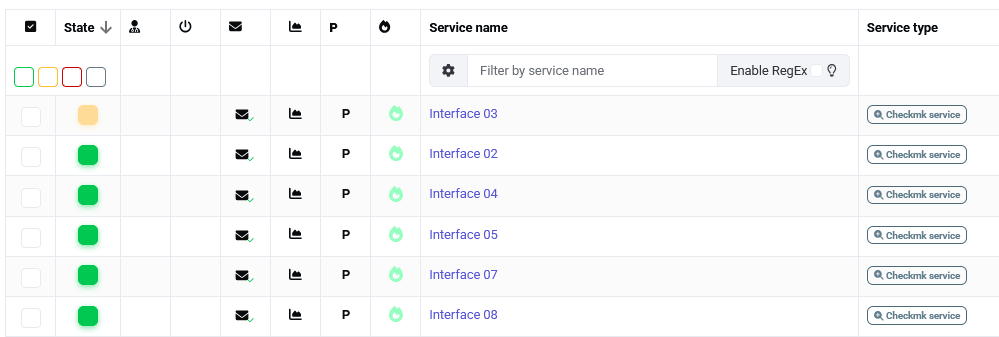 State P Service name Service type
Filter by service name Enable RegEx
P Interface 03 Checkmk service
P Interface 02 Checkmk service
P Interface 04 Checkmk service
P Interface 05 Checkmk service
P Interface 07 Checkmk service
P Interface 08 Checkmk service